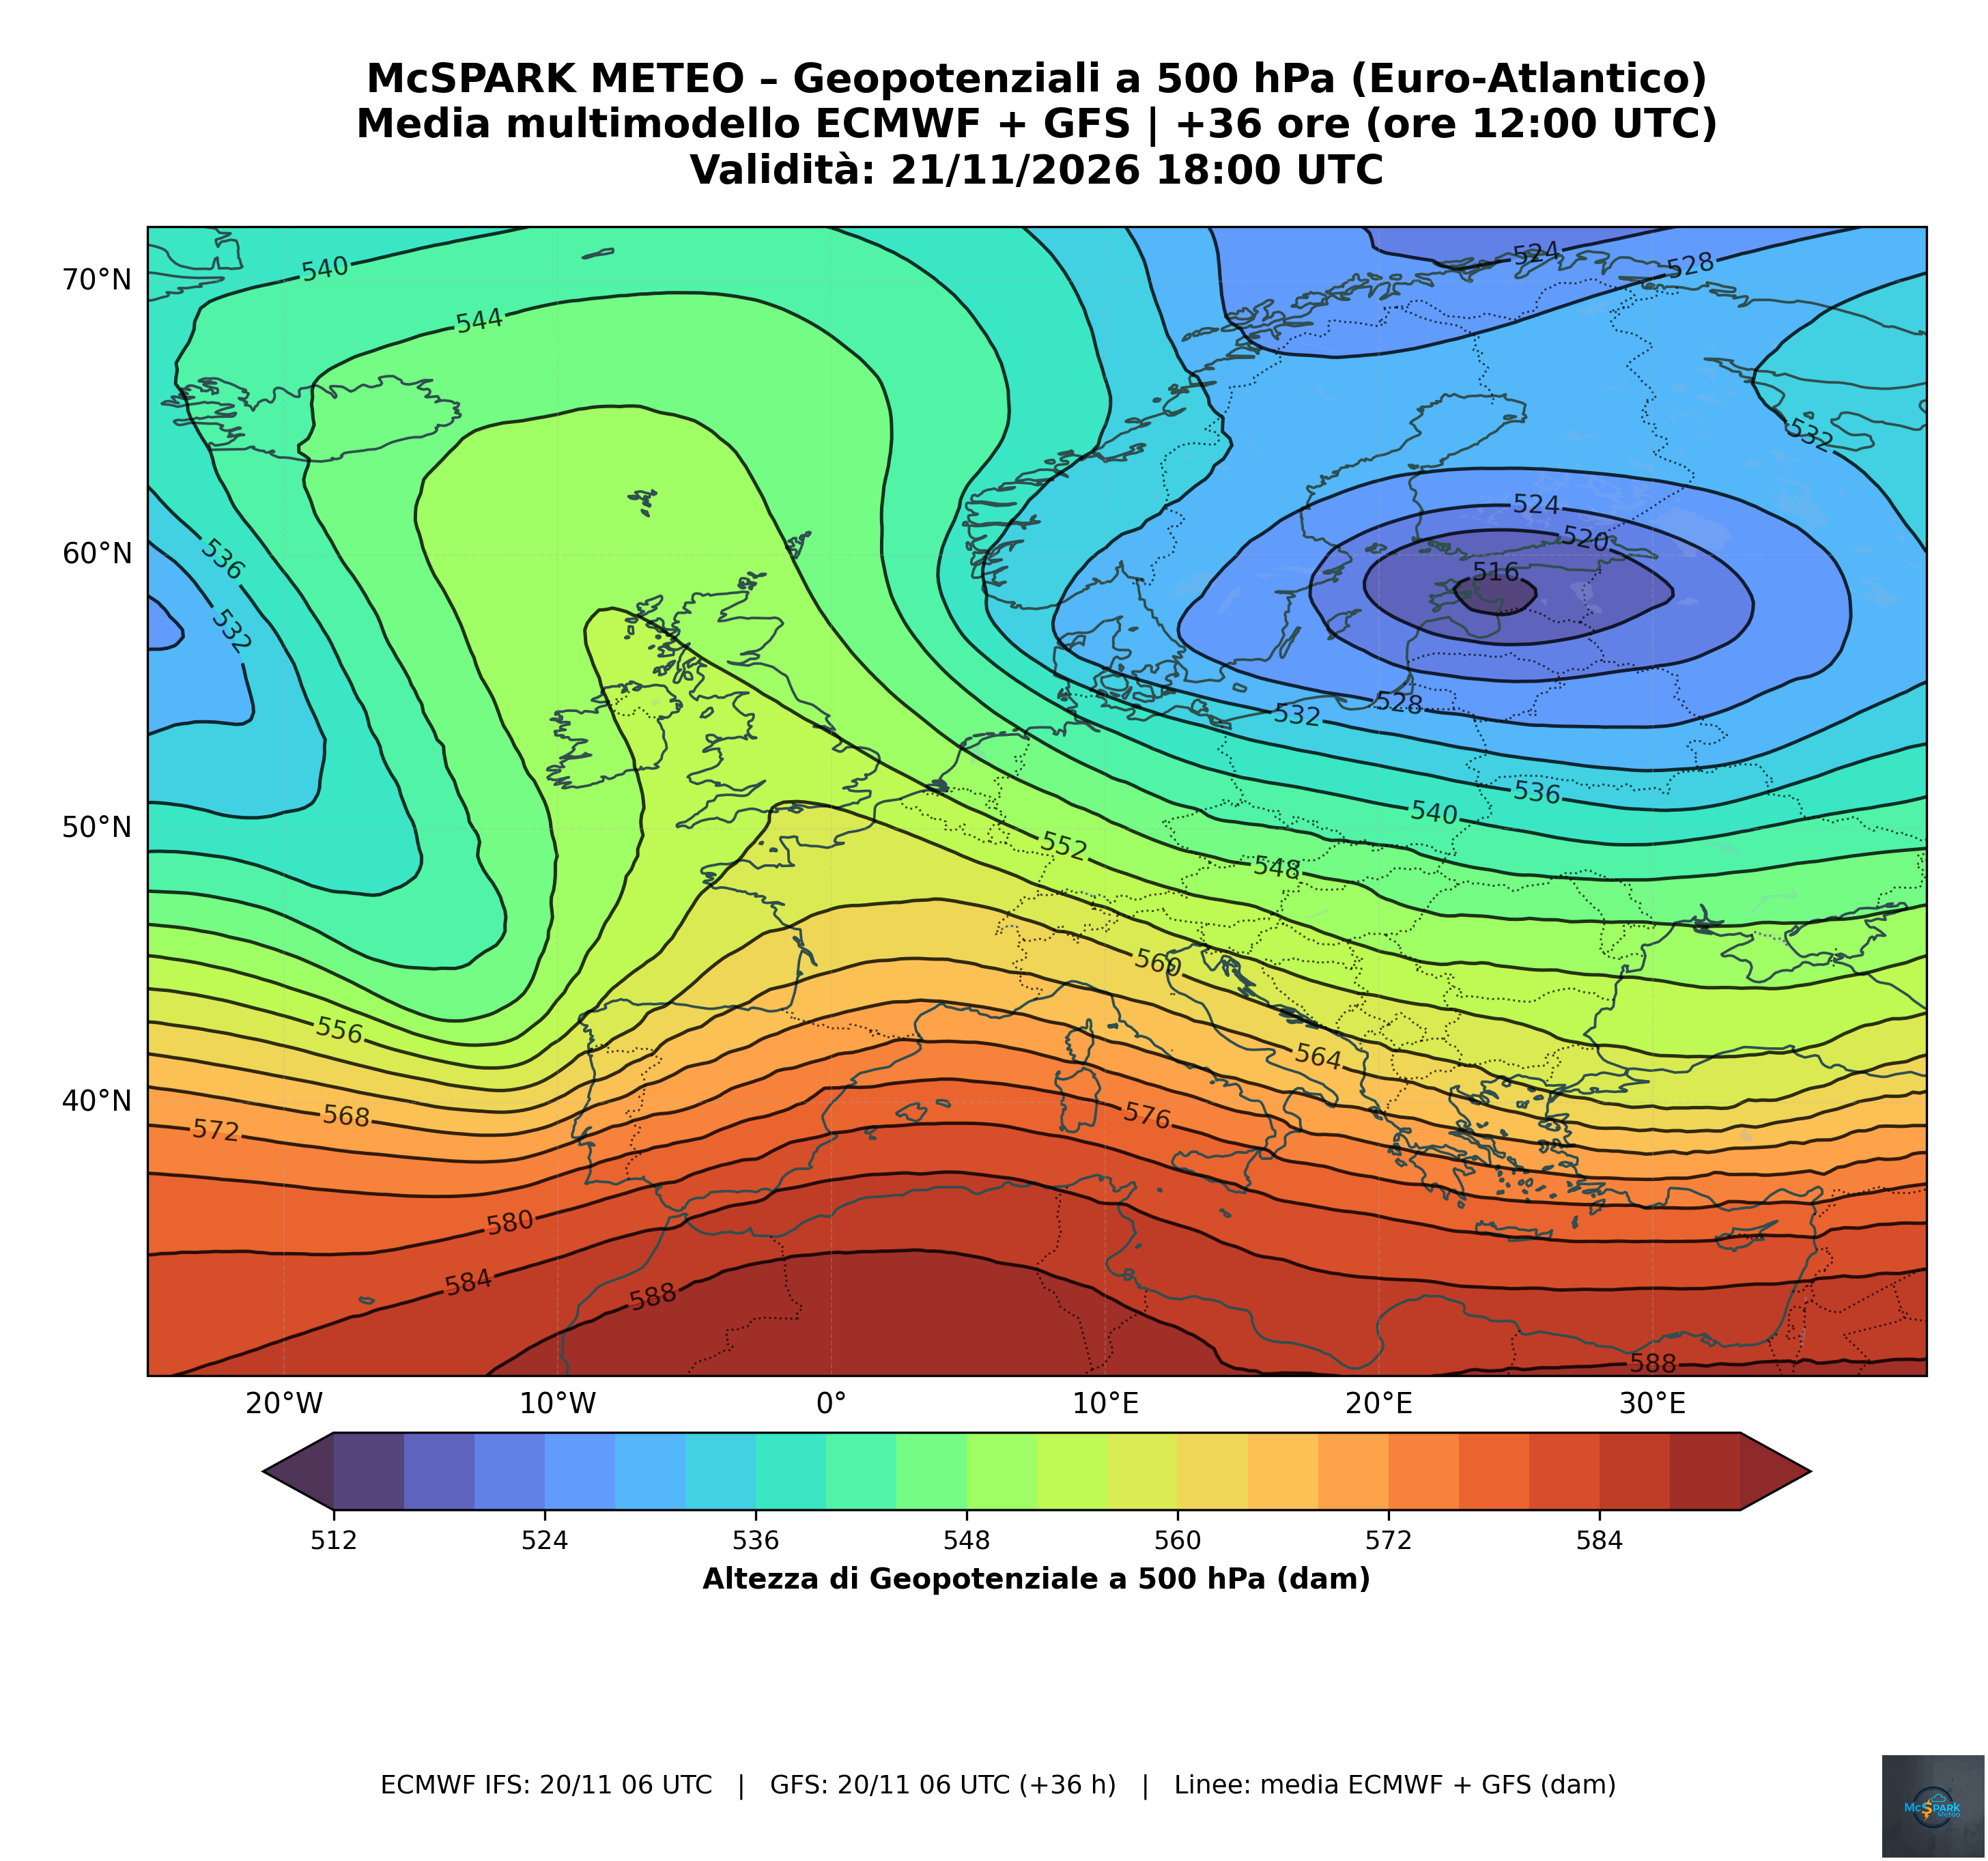 McSPARK METEO – Geopotenziali a 500 hPa (Euro-Atlantico)
Media multimodello ECMWF + GFS | +36 ore (ore 12:00 UTC)
Validità: 21/11/2026 18:00 UTC
540
524
528
70°N
544
532
536
524
520
60°N
516
532
528
532
536
540
50°N
552
548
560
556
564
40°N
572
568
576
580
584
588
588
20°W
10°W
0°
10°E
20°E
30°E
512
524
536
548
560
572
584
Altezza di Geopotenziale a 500 hPa (dam)
ECMWF IFS: 20/11 06 UTC | GFS: 20/11 06 UTC (+36 h) | Linee: media ECMWF + GFS (dam)
McSPARK
Meteo